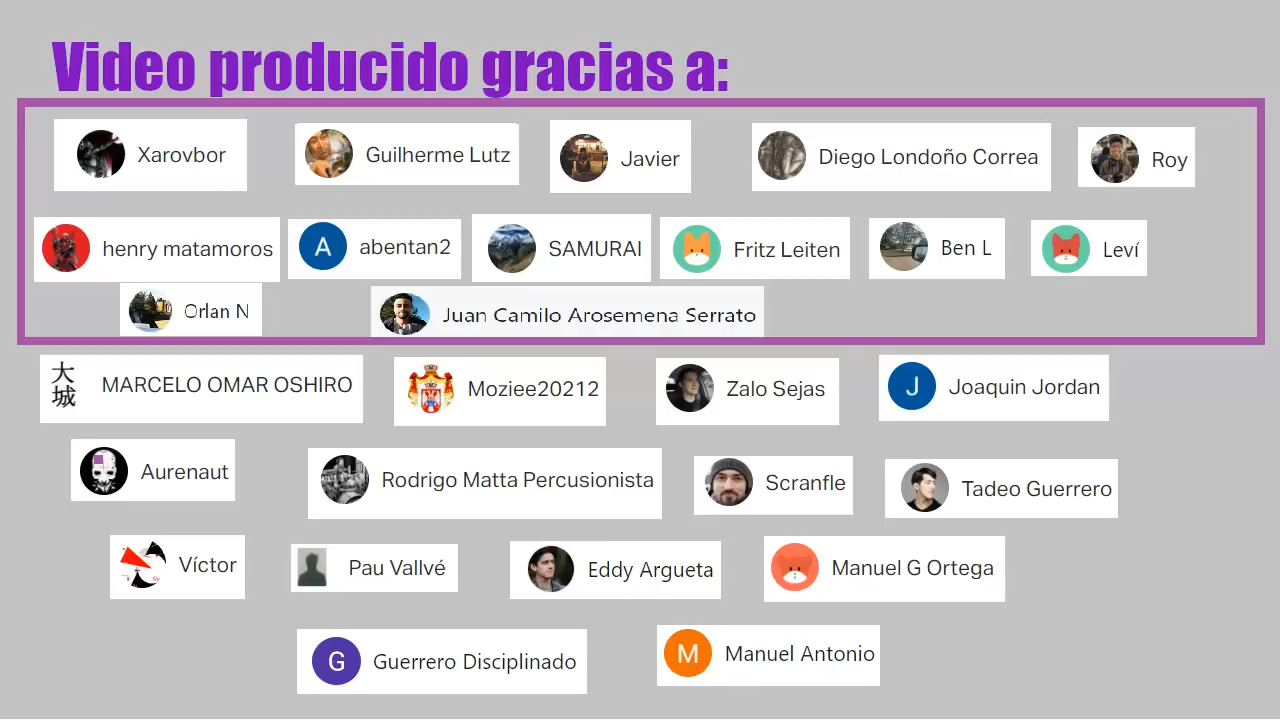 Video producido gracias a:
Xarovbor Guilherme Lutz Javier Diego Londoño Correa Roy
henry matamoros A abentan2 SAMURAI Fritz Leiten Ben L Leví
Orlan N Juan Camilo Arosemena Serrato
大城 MARCELO OMAR OSHIRO Moziee20212 Zalo Sejas J Joaquin Jordan
Aurenaut Rodrigo Matta Percusionista Scranfle Tadeo Guerrero
Víctor Pau Vallvé Eddy Argueta Manuel G Ortega
G Guerrero Disciplinado M Manuel Antonio